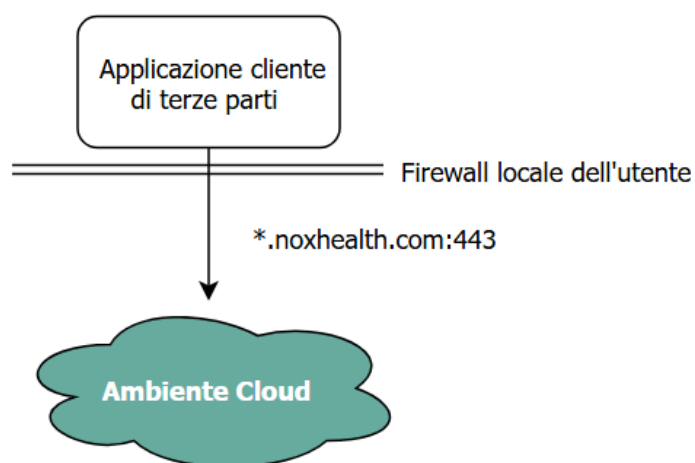 Applicazione cliente
di terze parti
Firewall locale dell'utente
*.noxhealth.com:443
Ambiente Cloud